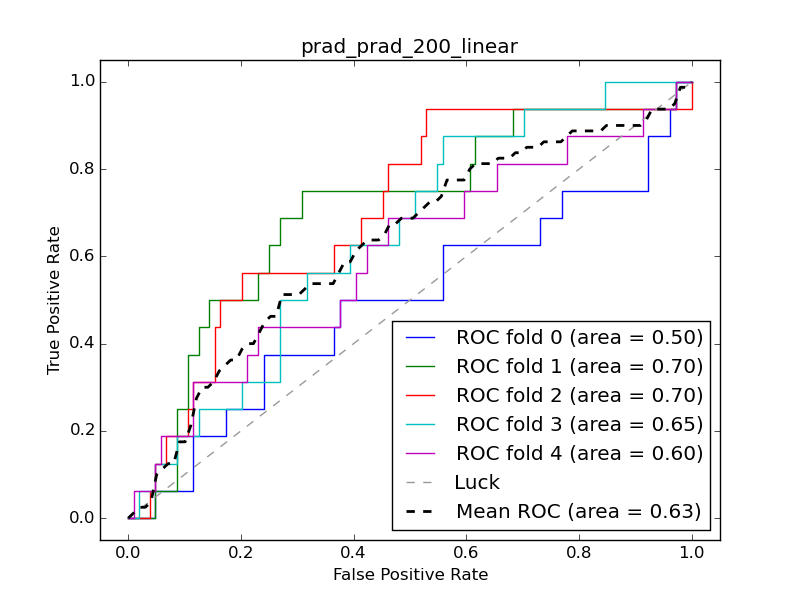 prad_prad_200_linear
True Positive Rate
1.0
0.8
0.6
0.4
0.2
0.0
ROC fold 0 (area = 0.50)
ROC fold 1 (area = 0.70)
ROC fold 2 (area = 0.70)
ROC fold 3 (area = 0.65)
ROC fold 4 (area = 0.60)
Luck
Mean ROC (area = 0.63)
0.0 0.2 0.4 0.6 0.8 1.0
False Positive Rate